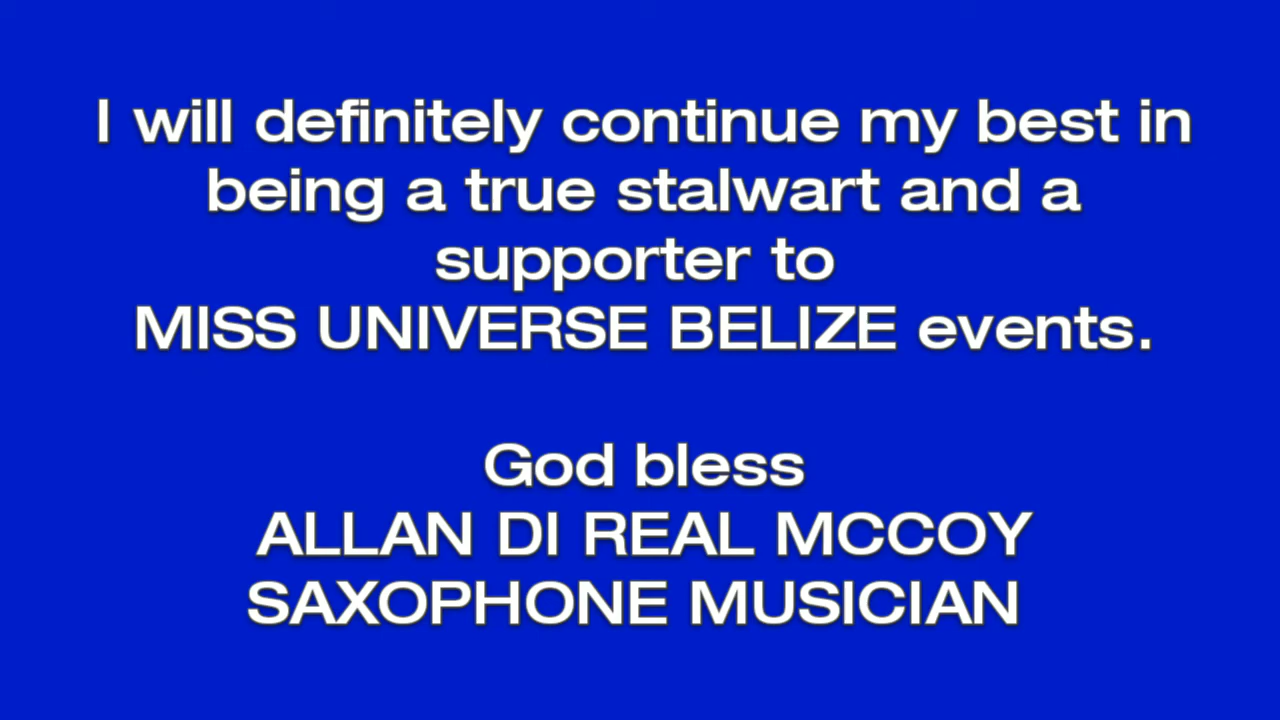 I will definitely continue my best in
being a true stalwart and a
supporter to
MISS UNIVERSE BELIZE events.
God bless
ALLAN DI REAL MCCOY
SAXOPHONE MUSICIAN